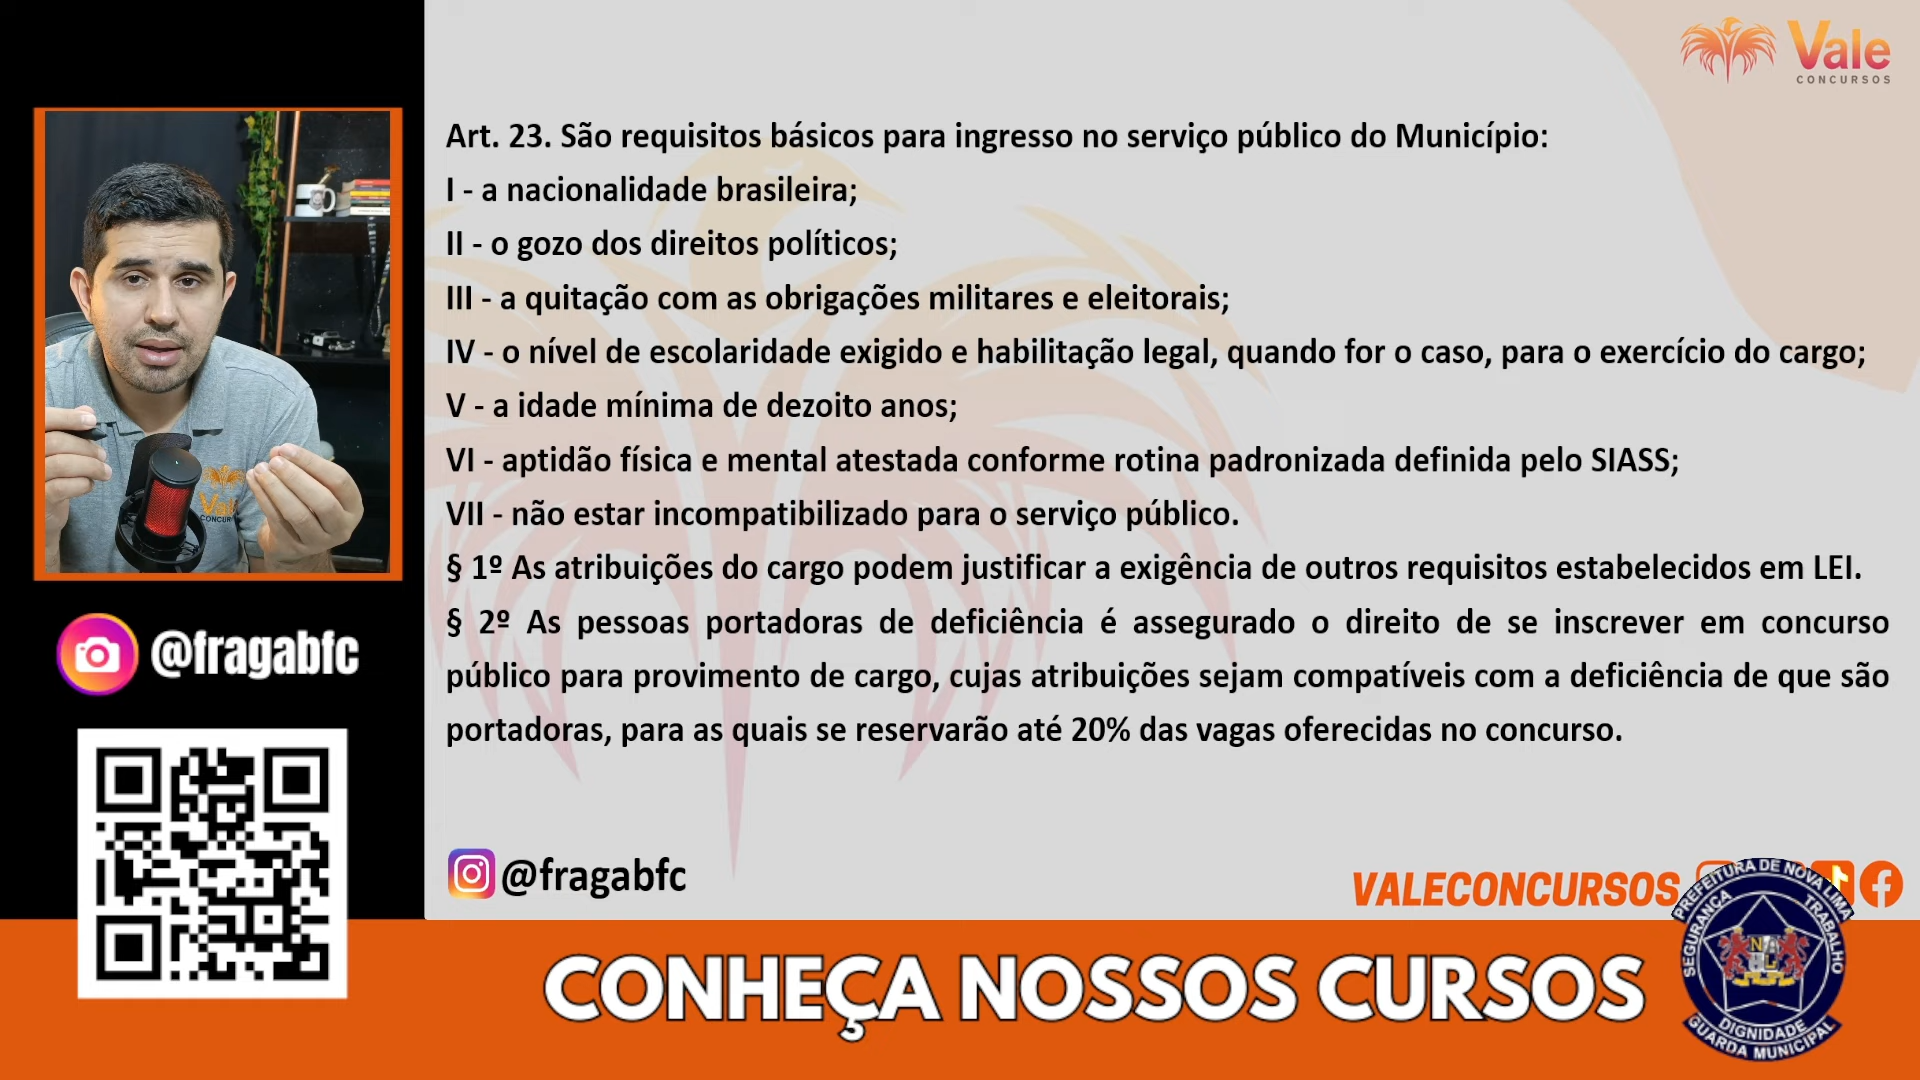 Vale
CONCURSOS
Art. 23. São requisitos básicos para ingresso no serviço público do Município:
I - a nacionalidade brasileira;
II - o gozo dos direitos políticos;
III - a quitação com as obrigações militares e eleitorais;
IV - o nível de escolaridade exigido e habilitação legal, quando for o caso, para o exercício do cargo;
V - a idade mínima de dezoito anos;
VI - aptidão física e mental atestada conforme rotina padronizada definida pelo SIASS;
VII - não estar incompatibilizado para o serviço público.
§ 1º As atribuições do cargo podem justificar a exigência de outros requisitos estabelecidos em LEI.
§ 2º As pessoas portadoras de deficiência é assegurado o direito de se inscrever em concurso
público para provimento de cargo, cujas atribuições sejam compatíveis com a deficiência de que são
portadoras, para as quais se reservarão até 20% das vagas oferecidas no concurso.
@fragabfc
@fragabfc
VALECONCURSOS
PREFEITURA DE NOVA LIMA
SEGURANÇA
TRABALHO
DIGNIDADE
GUARDA MUNICIPAL
CONHEÇA NOSSOS CURSOS